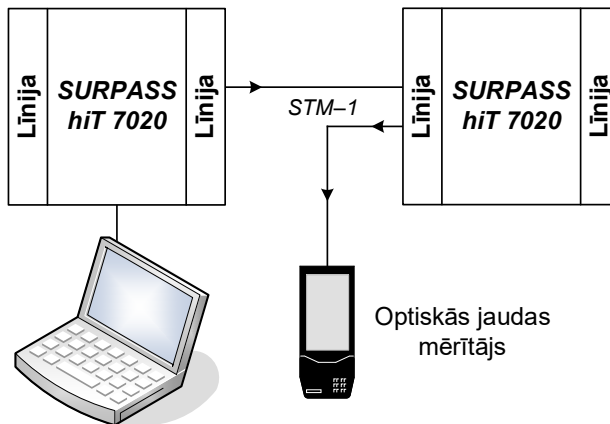 Līnija
SURPASS
hiT 7020
Līnija
STM–1
Līnija
SURPASS
hiT 7020
Līnija
Optiskās jaudas
mērītājs